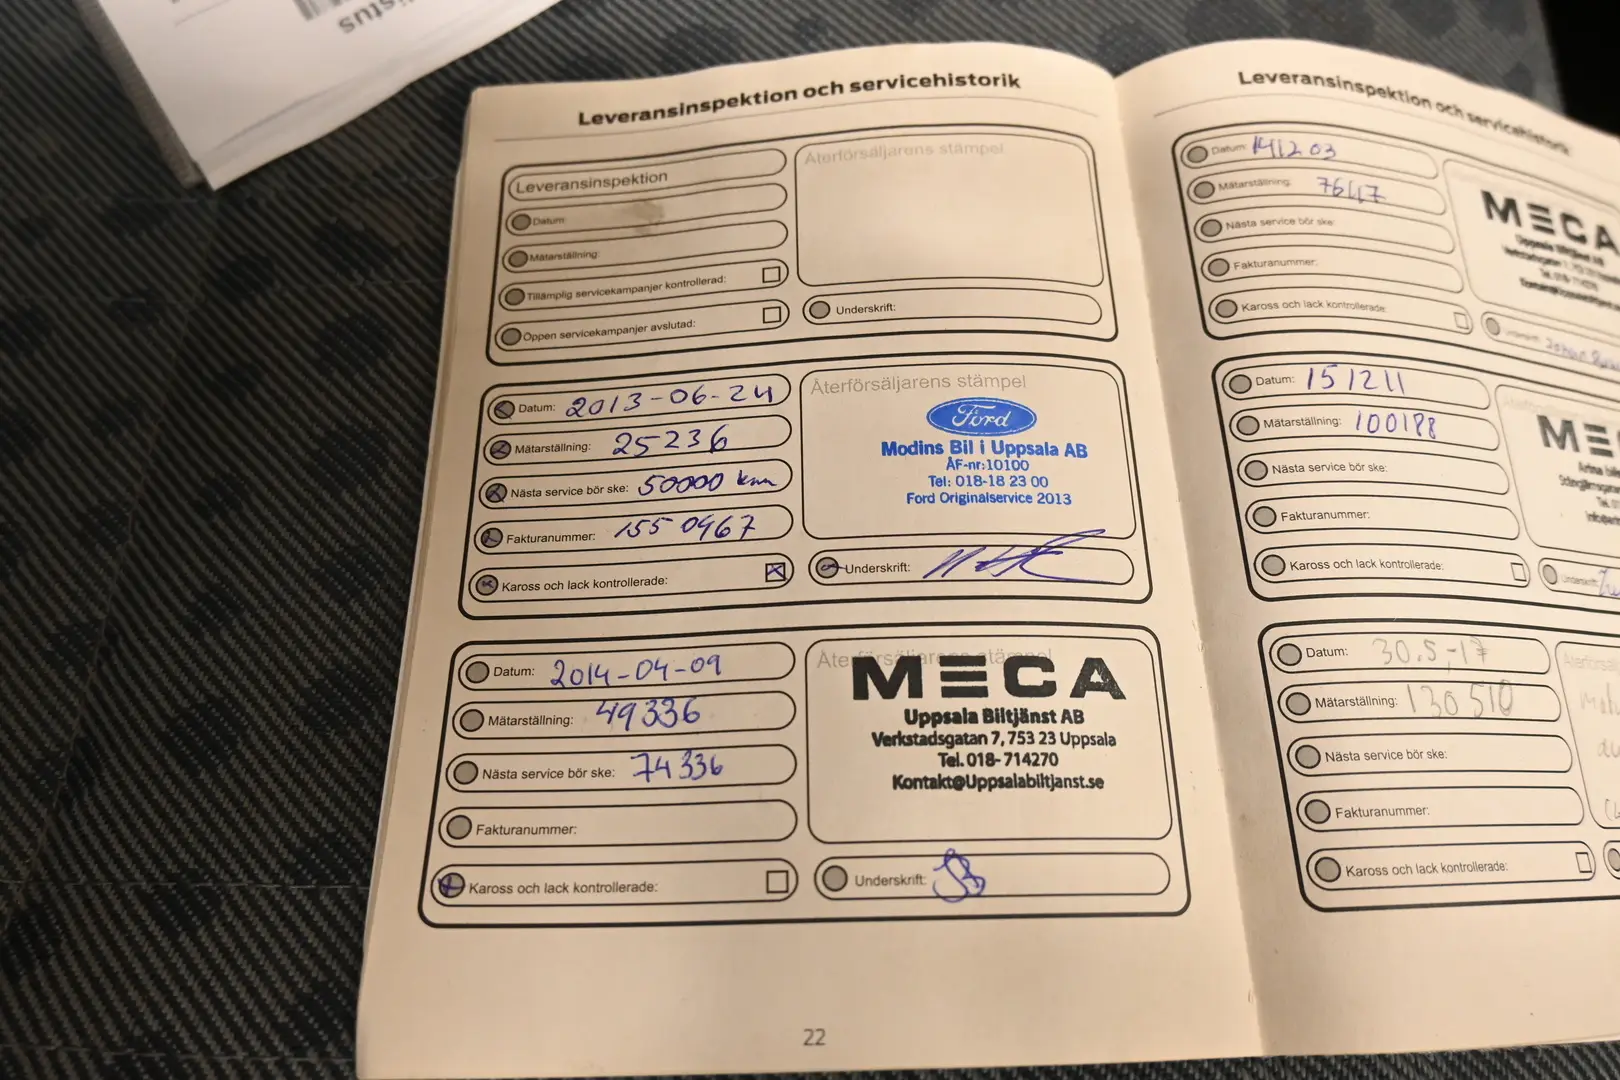 Leveransinspektion och servicehistorik
Leveransinspektion
Datum:
Mätarställning:
Tillämplig servicekampanjer kontrollerad:
Öppen servicekampanjer avslutad:
Återförsäljarens stämpel
Underskrift:
Datum: 2013-06-24
Mätarställning: 25236
Nästa service bör ske: 50000 km
Fakturanummer: 1550967
Kaross och lack kontrollerade:
Återförsäljarens stämpel
Ford
Modins Bil i Uppsala AB
ÅF-nr:10100
Tel: 018-18 23 00
Ford Originalservice 2013
Underskrift:
Datum: 2014-04-09
Mätarställning: 49336
Nästa service bör ske: 74336
Fakturanummer:
Kaross och lack kontrollerade:
Återförsäljarens stämpel
MECA
Uppsala Biltjänst AB
Verkstadsgatan 7, 753 23 Uppsala
Tel. 018-714270
Kontakt@Uppsalabiltjanst.se
Underskrift:
22
Leveransinspektion och servicehistorik
Datum: 141203
Mätarställning:
Nästa service bör ske:
Fakturanummer:
Kaross och lack kontrollerade:
MECA
Uppsala Biltjänst AB
Datum: 151211
Mätarställning: 100188
Nästa service bör ske:
Fakturanummer:
Kaross och lack kontrollerade:
Underskrift:
Datum: 30.5.-17
Mätarställning: 130510
Nästa service bör ske:
Fakturanummer:
Kaross och lack kontrollerade: